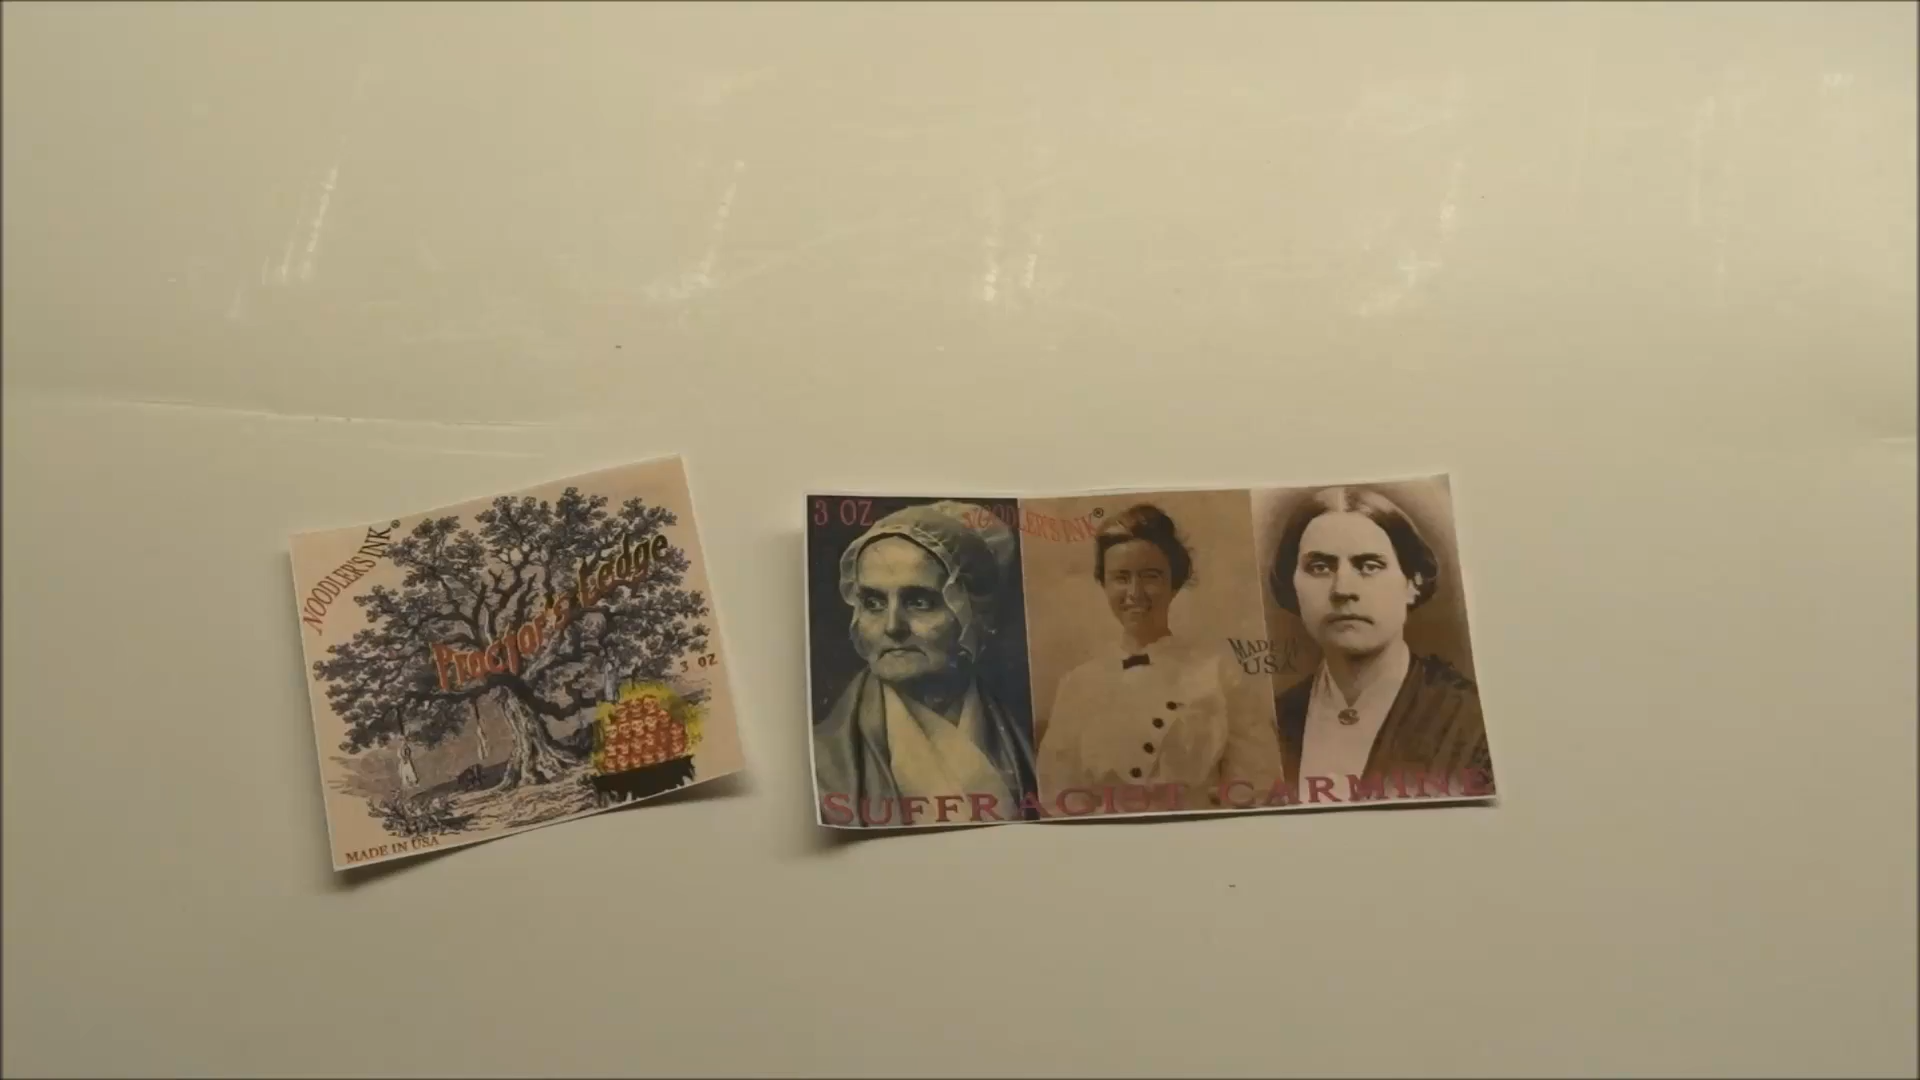 NOODLER'S INK®
Proctor's Ledge
3 OZ
MADE IN USA
3 OZ
NOODLER'S INK®
MADE IN
USA
SUFFRAGIST CARMINE